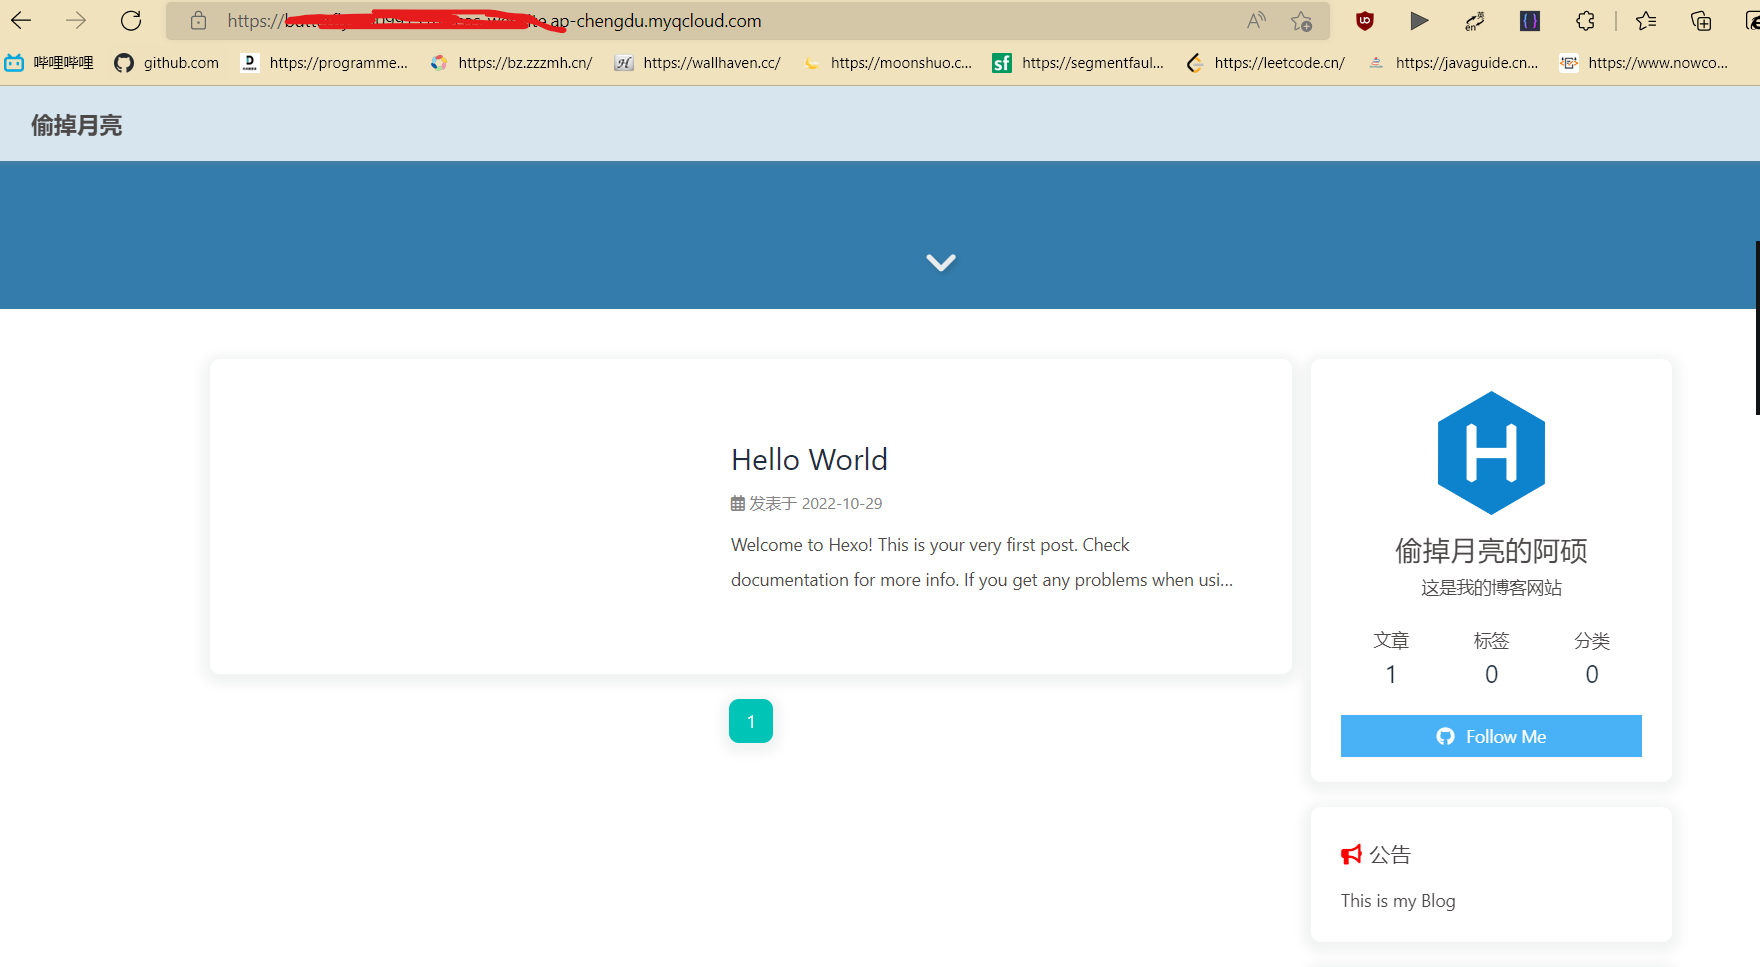 .ap-chengdu.myqcloud.com
哔哩哔哩 github.com https://programme... https://bz.zzzmh.cn/ https://wallhaven.cc/ https://moonshuo.c... https://segmentfaul... https://leetcode.cn/ https://javaguide.cn... https://www.nowco...
偷掉月亮
Hello World
发表于 2022-10-29
Welcome to Hexo! This is your very first post. Check
documentation for more info. If you get any problems when usi...
1
偷掉月亮的阿硕
这是我的博客网站
文章 标签 分类
1 0 0
Follow Me
公告
This is my Blog